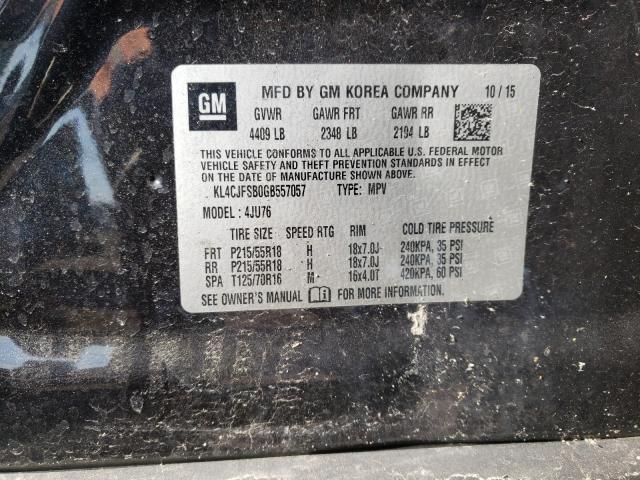 GM MFD BY GM KOREA COMPANY 10 / 15
GVWR GAWR FRT GAWR RR
4409 LB 2348 LB 2194 LB
THIS VEHICLE CONFORMS TO ALL APPLICABLE U.S. FEDERAL MOTOR
VEHICLE SAFETY AND THEFT PREVENTION STANDARDS IN EFFECT
ON THE DATE OF MANUFACTURE SHOWN ABOVE.
KL4CJFSB0GB557057 TYPE: MPV
MODEL : 4JU76
TIRE SIZE SPEED RTG RIM COLD TIRE PRESSURE
FRT P215/55R18 H 18x7.0J 240KPA, 35 PSI
RR P215/55R18 H 18x7.0J 240KPA, 35 PSI
SPA T125/70R16 M 16x4.0T 420KPA, 60 PSI
SEE OWNER'S MANUAL FOR MORE INFORMATION.